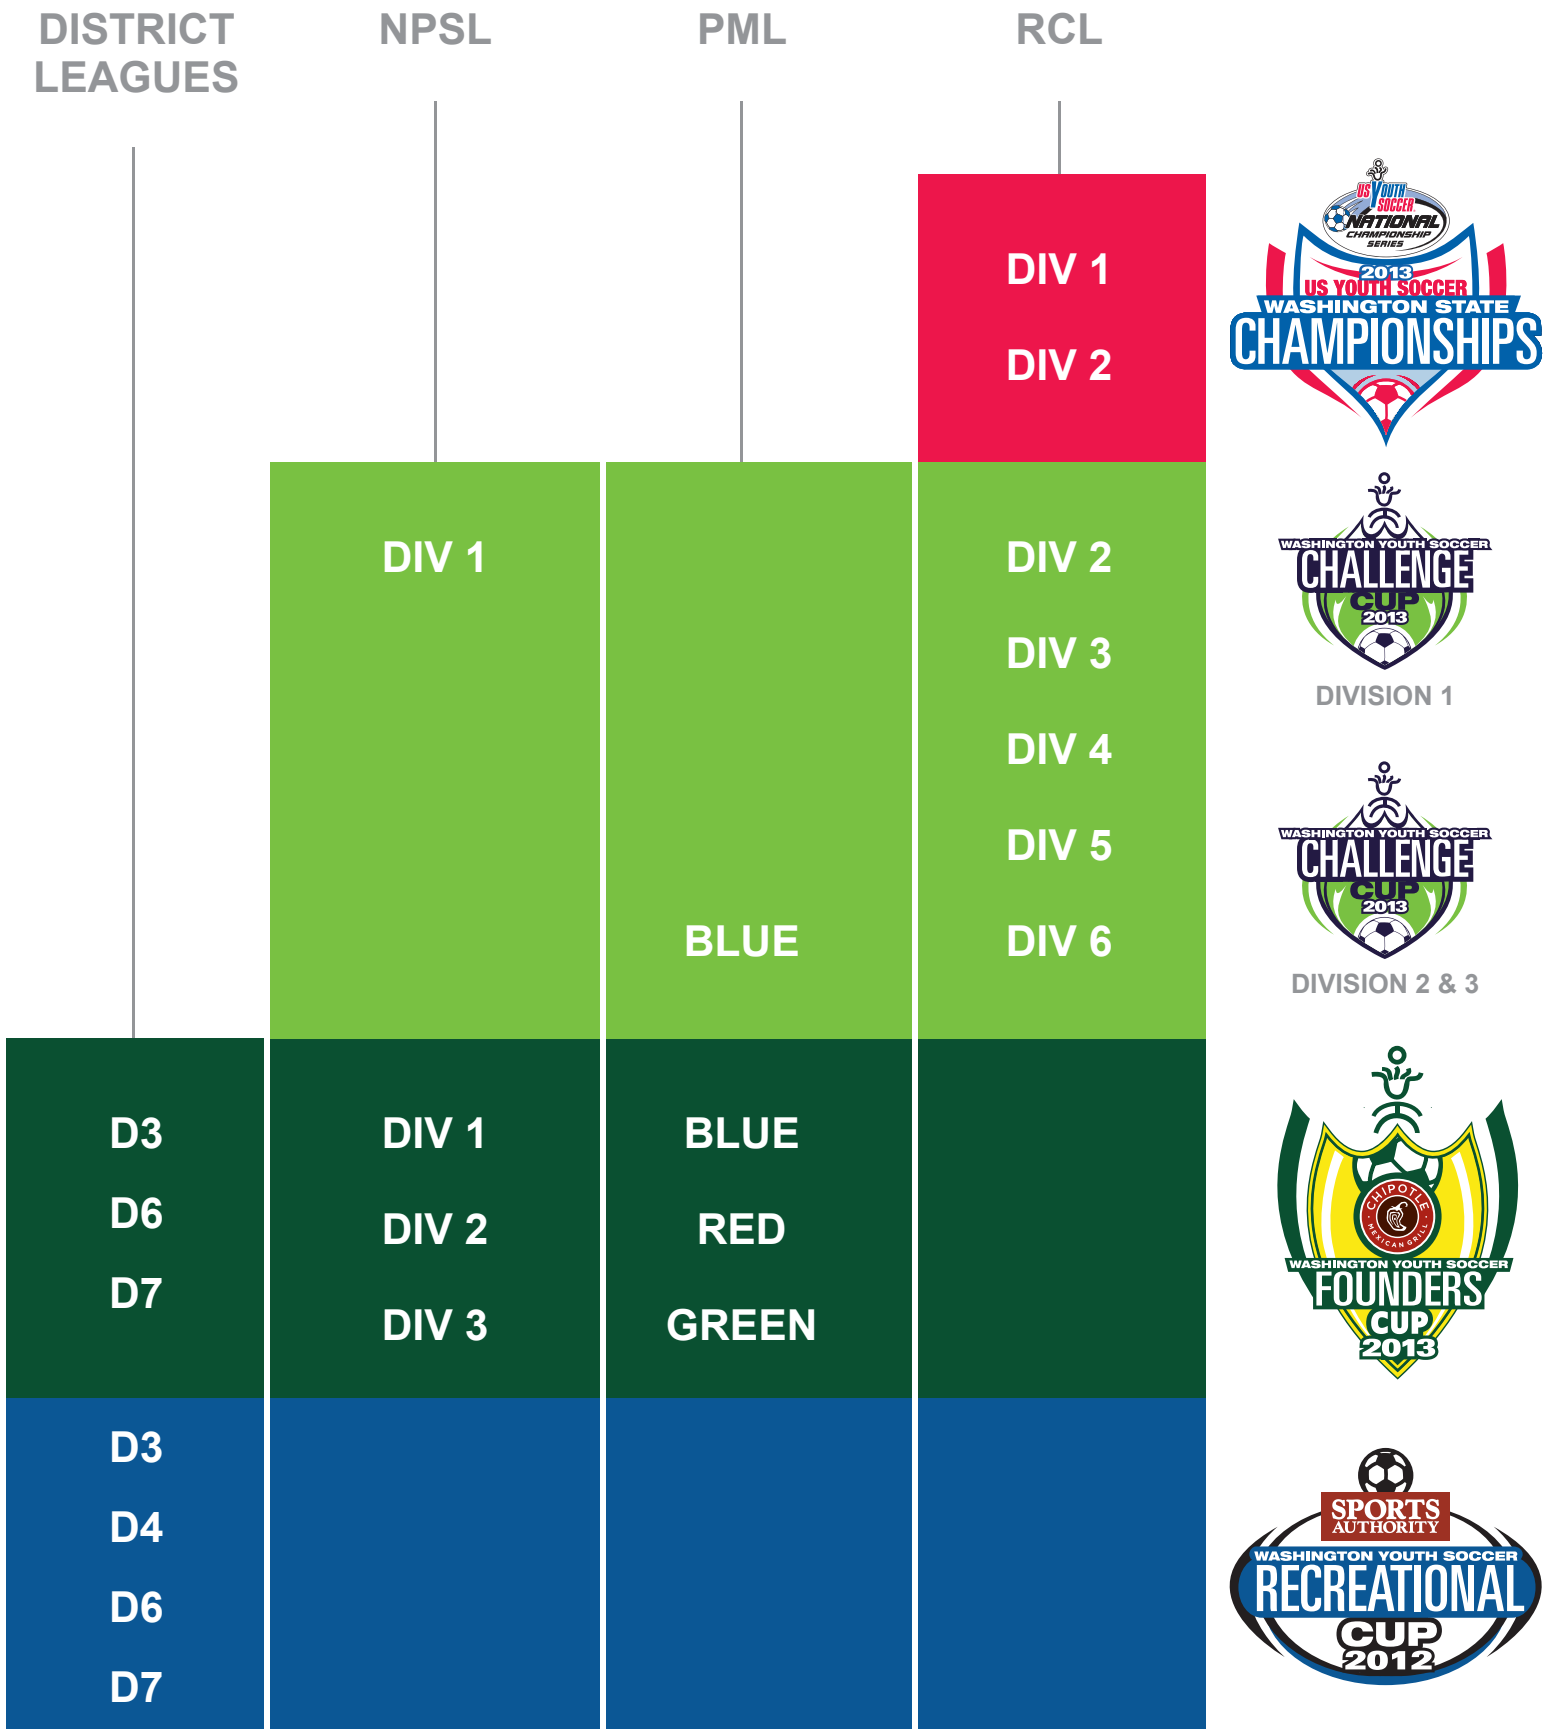 DISTRICT
LEAGUES
NPSL
PML
RCL
DIV 1
DIV 2
US YOUTH
SOCCER
NATIONAL
CHAMPIONSHIP
SERIES
2013
US YOUTH SOCCER
WASHINGTON STATE
CHAMPIONSHIPS
DIV 1
DIV 2
DIV 3
DIV 4
DIV 5
BLUE
DIV 6
WASHINGTON YOUTH SOCCER
CHALLENGE
CUP
2013
DIVISION 1
WASHINGTON YOUTH SOCCER
CHALLENGE
CUP
2013
DIVISION 2 & 3
D3
D6
D7
DIV 1
DIV 2
DIV 3
BLUE
RED
GREEN
CHIPOTLE
MEXICAN GRILL
WASHINGTON YOUTH SOCCER
FOUNDERS
CUP
2013
D3
D4
D6
D7
SPORTS
AUTHORITY
WASHINGTON YOUTH SOCCER
RECREATIONAL
CUP
2012